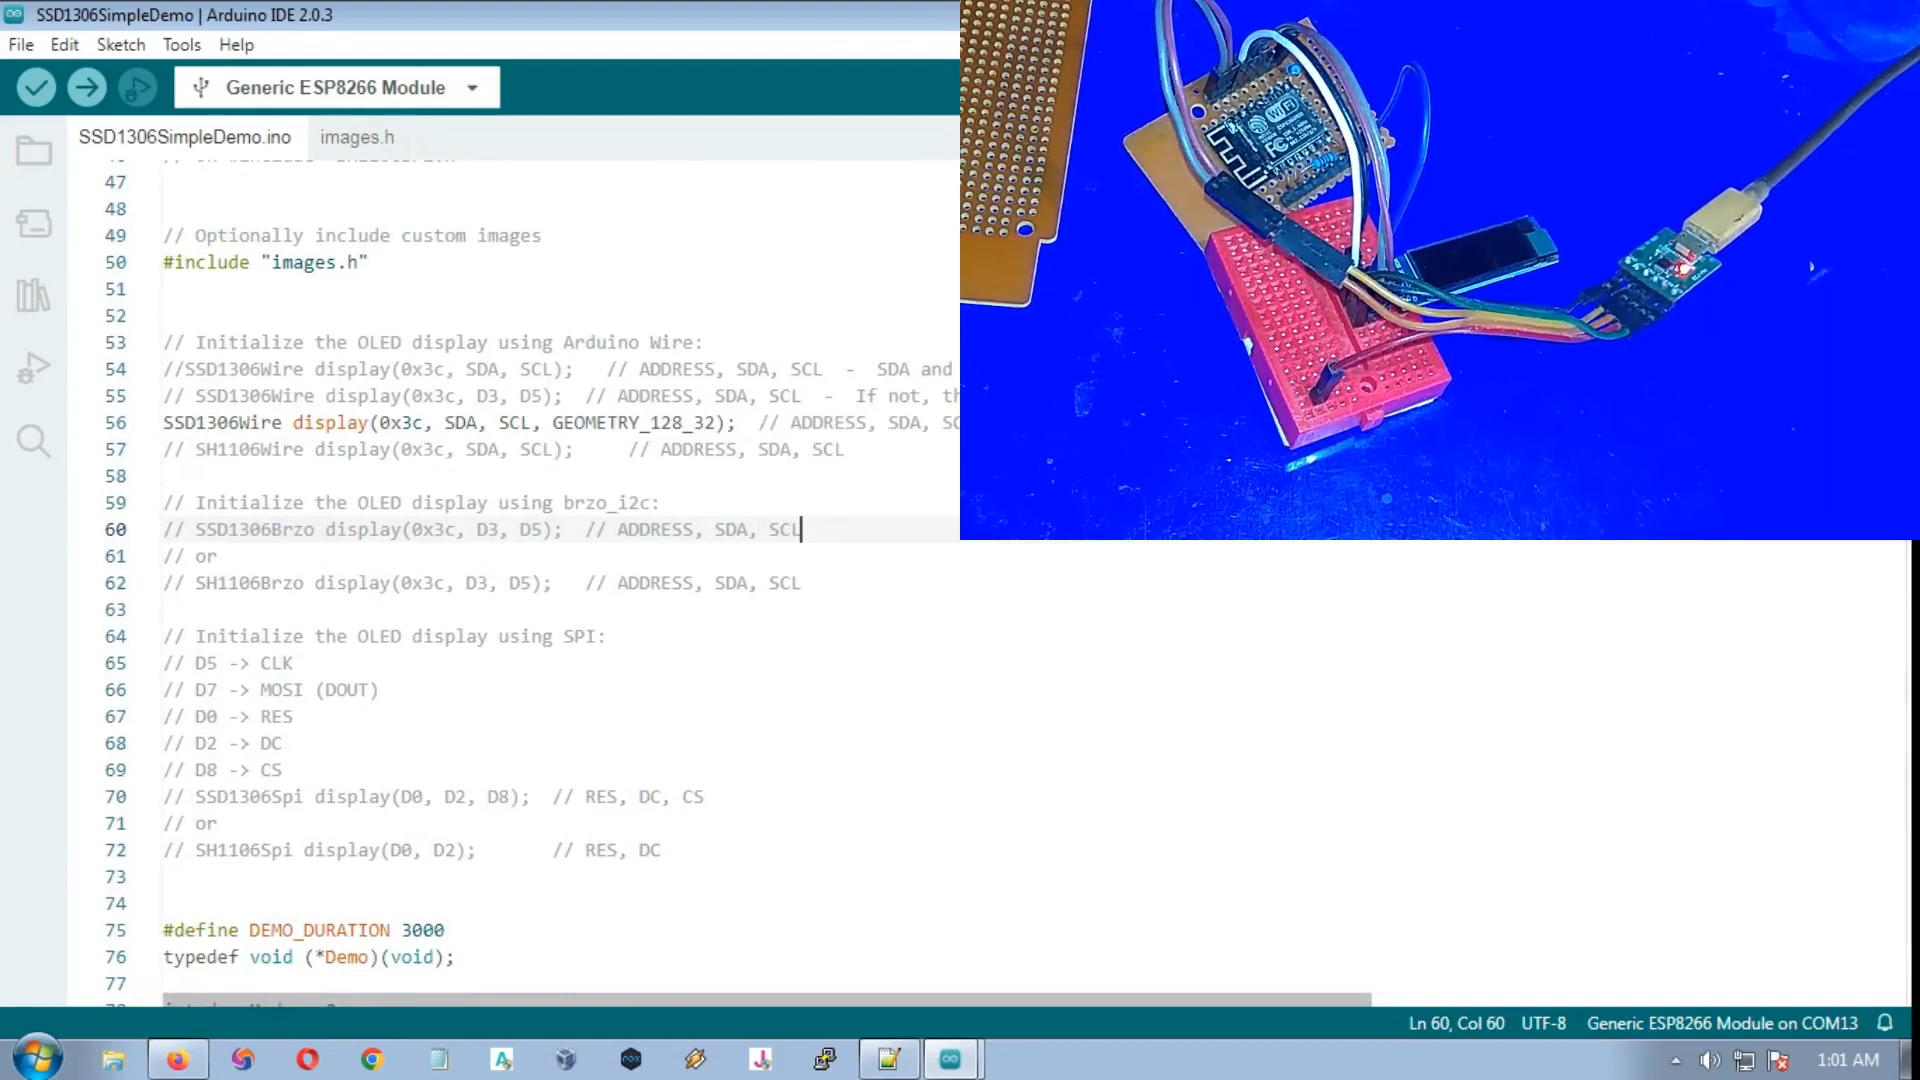 SSD1306SimpleDemo | Arduino IDE 2.0.3
File Edit Sketch Tools Help
Generic ESP8266 Module
SSD1306SimpleDemo.ino images.h
47
48
49 // Optionally include custom images
50 #include "images.h"
51
52
53 // Initialize the OLED display using Arduino Wire:
54 //SSD1306Wire display(0x3c, SDA, SCL);   // ADDRESS, SDA, SCL  -  SDA and
55 // SSD1306Wire display(0x3c, D3, D5);  // ADDRESS, SDA, SCL  -  If not, th
56 SSD1306Wire display(0x3c, SDA, SCL, GEOMETRY_128_32);  // ADDRESS, SDA, SC
57 // SH1106Wire display(0x3c, SDA, SCL);     // ADDRESS, SDA, SCL
58
59 // Initialize the OLED display using brzo_i2c:
60 // SSD1306Brzo display(0x3c, D3, D5);  // ADDRESS, SDA, SCL
61 // or
62 // SH1106Brzo display(0x3c, D3, D5);   // ADDRESS, SDA, SCL
63
64 // Initialize the OLED display using SPI:
65 // D5 -> CLK
66 // D7 -> MOSI (DOUT)
67 // D0 -> RES
68 // D2 -> DC
69 // D8 -> CS
70 // SSD1306Spi display(D0, D2, D8);  // RES, DC, CS
71 // or
72 // SH1106Spi display(D0, D2);       // RES, DC
73
74
75 #define DEMO_DURATION 3000
76 typedef void (*Demo)(void);
77
WiFi
FC
Ln 60, Col 60 UTF-8 Generic ESP8266 Module on COM13
1:01 AM